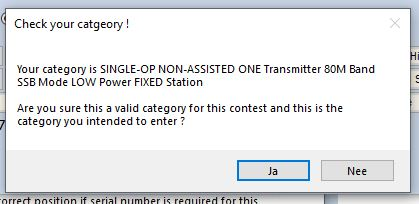 Check your catgeory !
Your category is SINGLE-OP NON-ASSISTED ONE Transmitter 80M Band
SSB Mode LOW Power FIXED Station
Are you sure this a valid category for this contest and this is the
category you intended to enter ?
Ja
Nee
orrect position if serial number is required for this